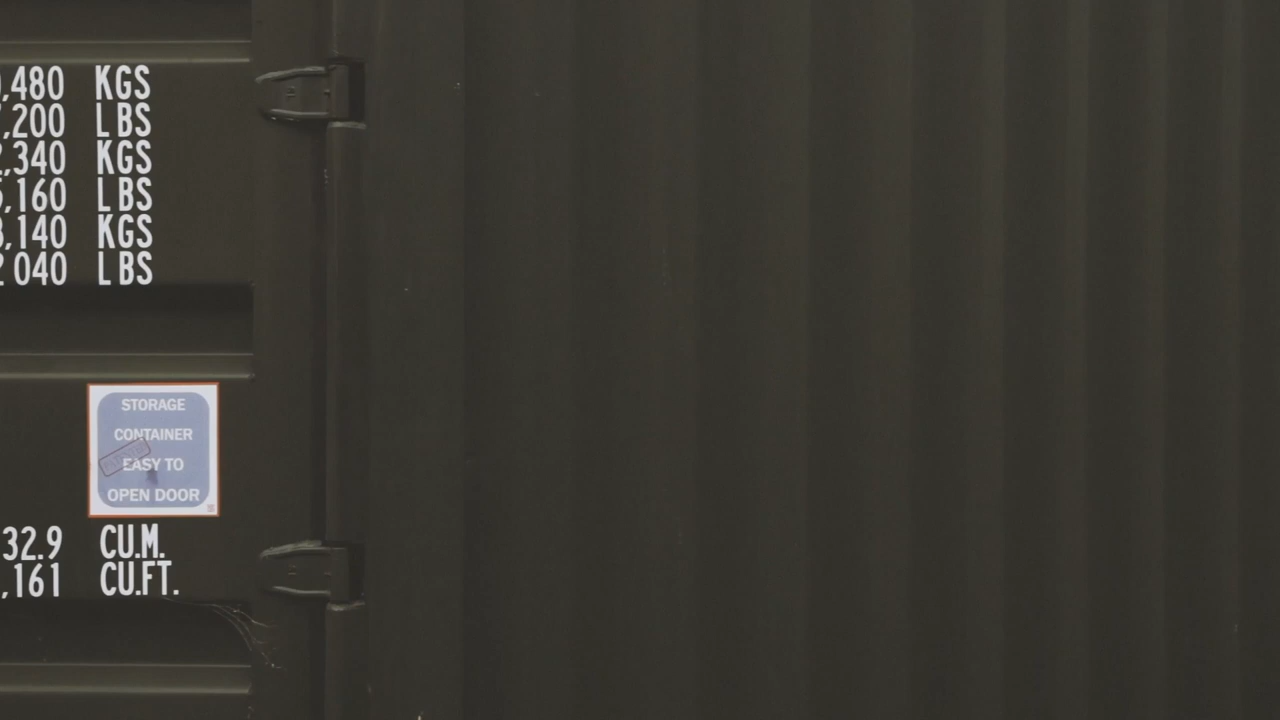 ,480 KGS
,200 LBS
,340 KGS
,160 LBS
,140 KGS
040 LBS
STORAGE
CONTAINER
EASY TO
OPEN DOOR
32.9 CU.M.
,161 CU.FT.